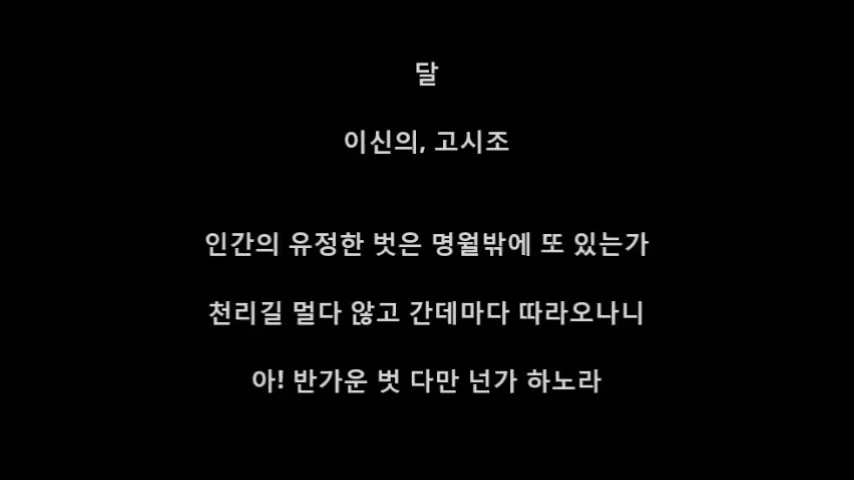 달
이신의, 고시조
인간의 유정한 벗은 명월밖에 또 있는가
천리길 멀다 않고 간데마다 따라오나니
아! 반가운 벗 다만 넌가 하노라